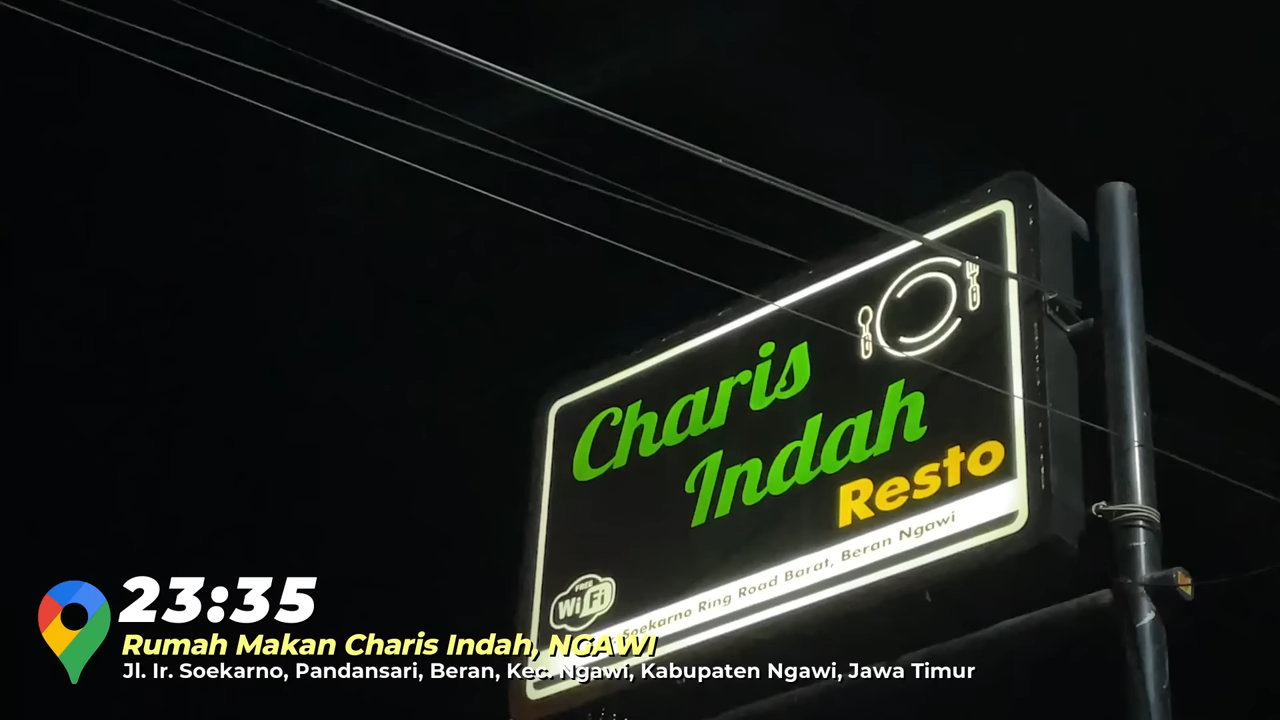 Charis
Indah
Resto
FREE
WiFi
Soekarno Ring Road Barat, Beran Ngawi
23:35
Rumah Makan Charis Indah, NGAWI
Jl. Ir. Soekarno, Pandansari, Beran, Kec. Ngawi, Kabupaten Ngawi, Jawa Timur